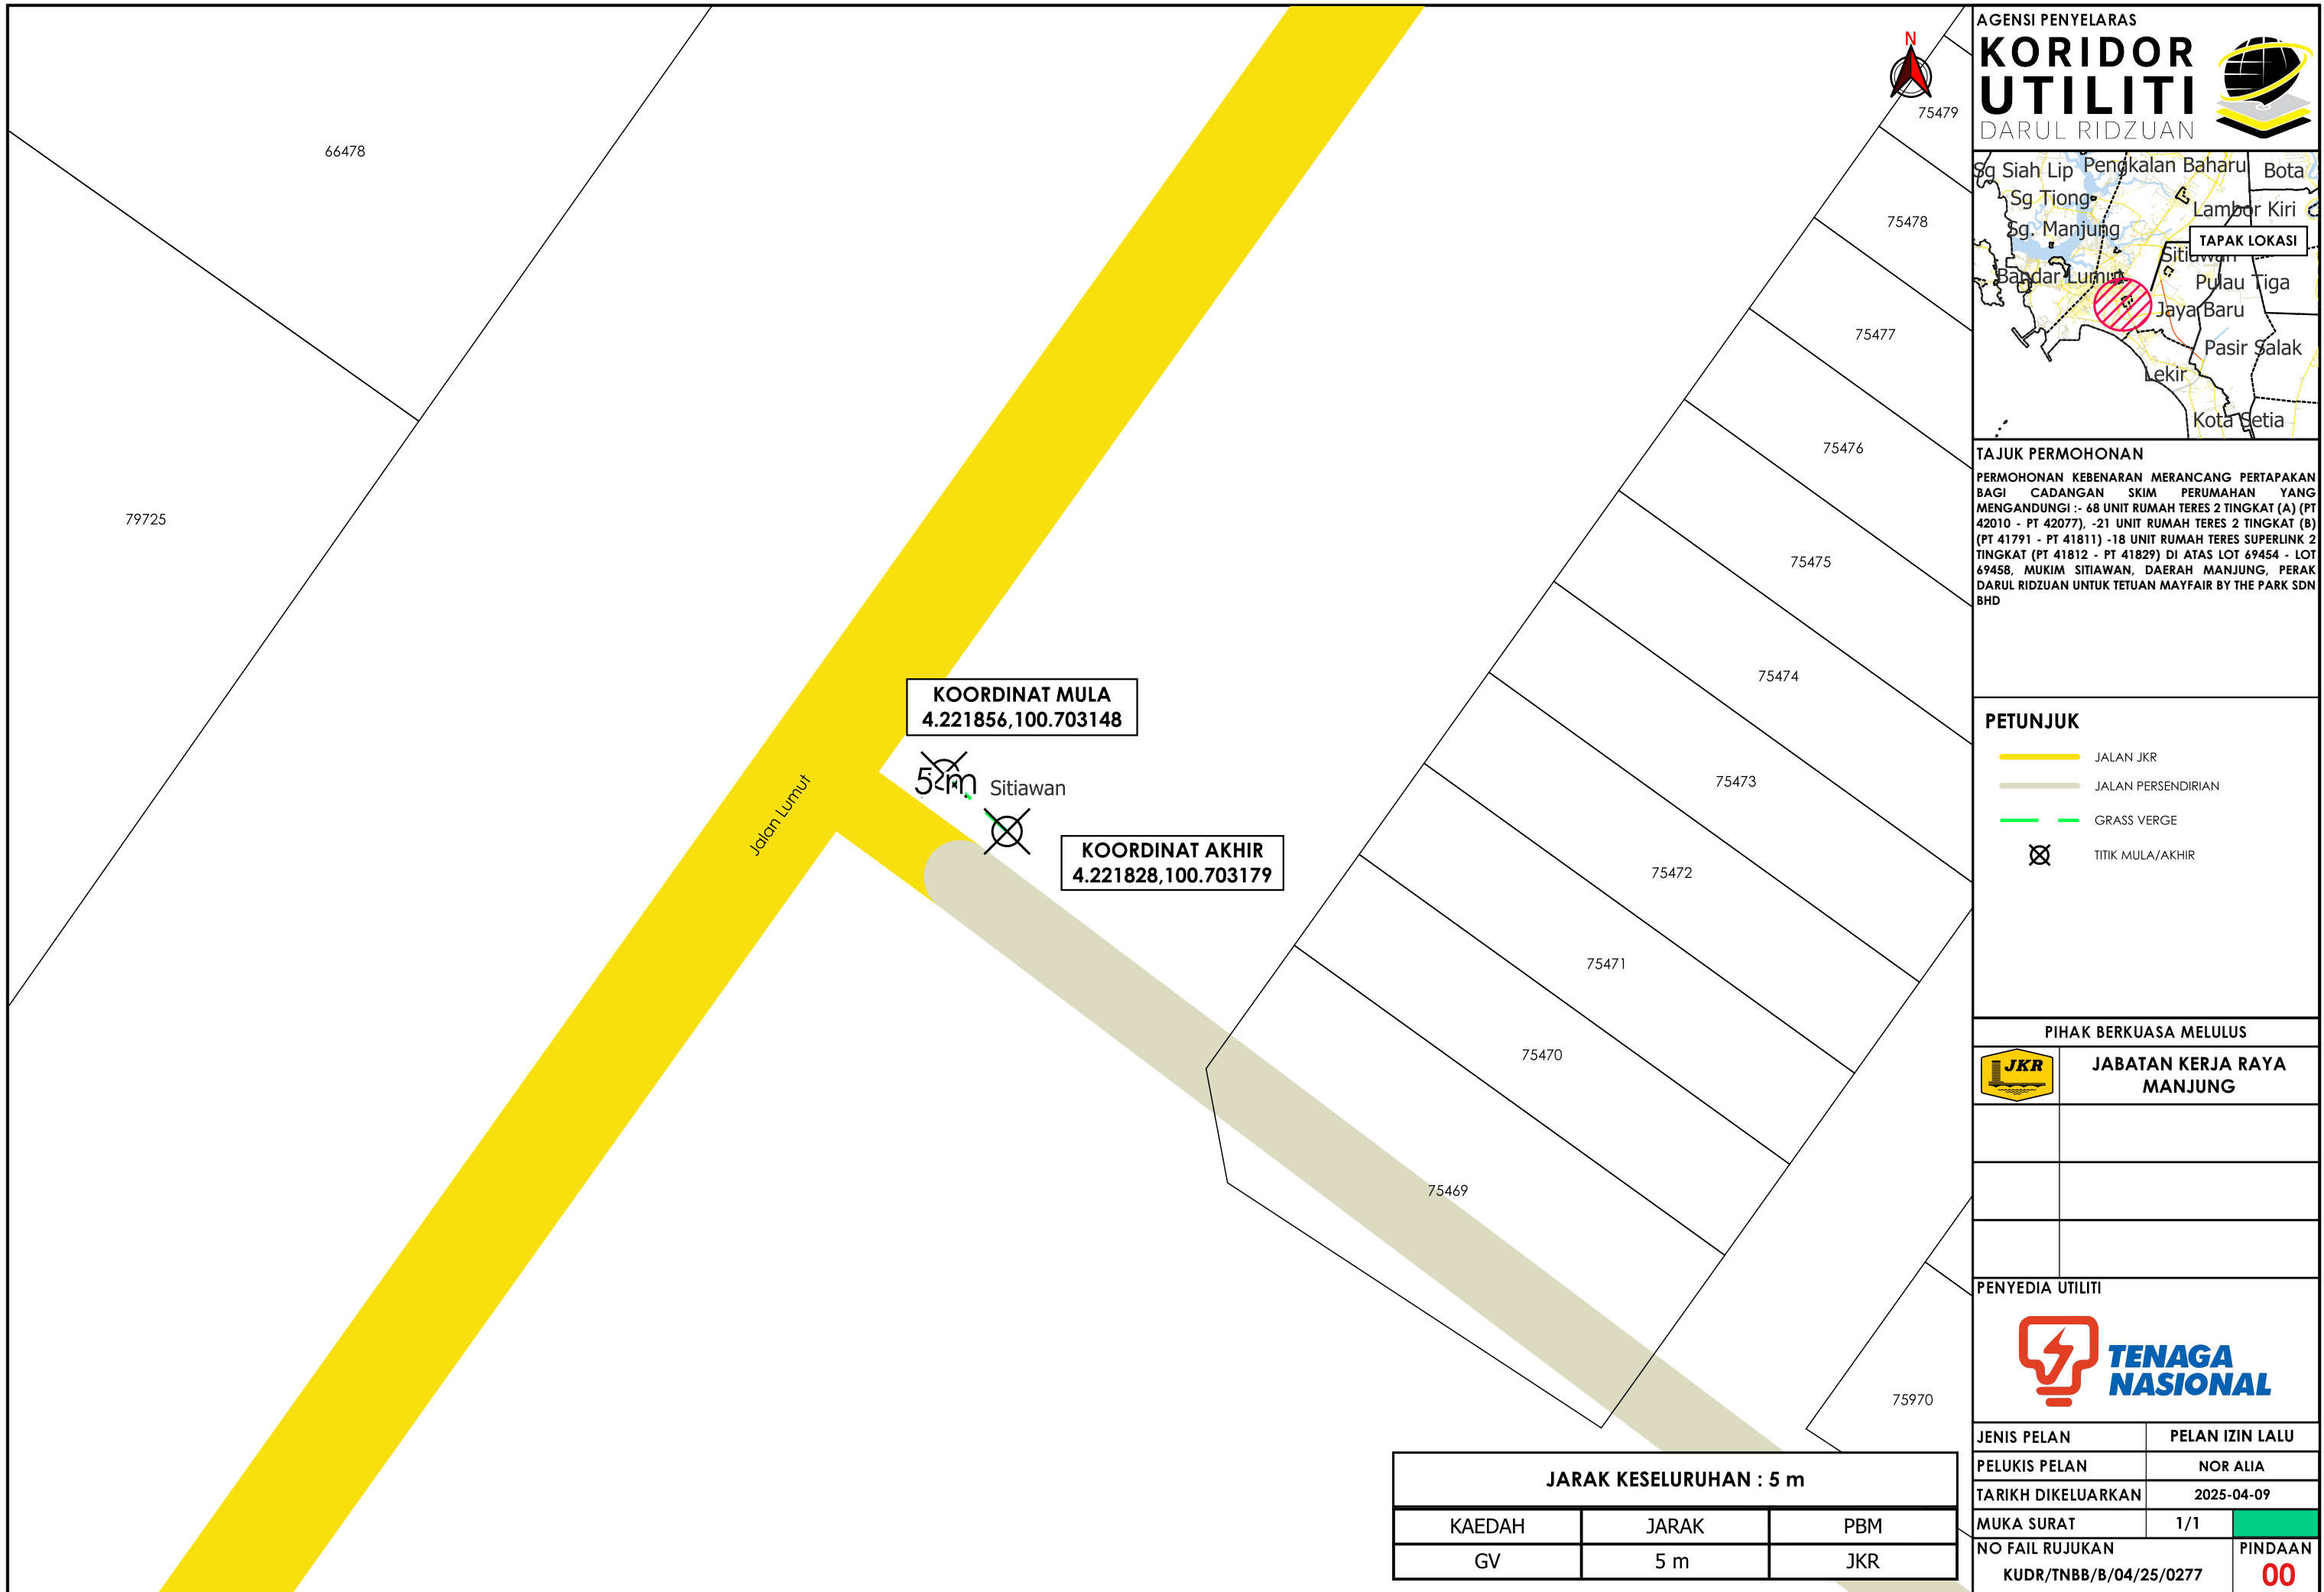 66478
79725
N
75479
75478
75477
75476
75475
75474
75473
75472
75471
75470
75469
75970
Jalan Lumut
KOORDINAT MULA
4.221856,100.703148
Sitiawan
KOORDINAT AKHIR
4.221828,100.703179
JARAK KESELURUHAN : 5 m
KAEDAH JARAK PBM
GV 5 m JKR
AGENSI PENYELARAS
KORIDOR
UTILITI
DARUL RIDZUAN
Sg Siah Lip Pengkalan Baharu Bota
Sg Tiong
Lambor Kiri
Sg. Manjung
TAPAK LOKASI
Sitiawan
Bandar Lumut
Pulau Tiga
Jaya Baru
Pasir Salak
Lekir
Kota Setia
TAJUK PERMOHONAN
PERMOHONAN KEBENARAN MERANCANG PERTAPAKAN
BAGI CADANGAN SKIM PERUMAHAN YANG
MENGANDUNGI :- 68 UNIT RUMAH TERES 2 TINGKAT (A) (PT
42010 - PT 42077), -21 UNIT RUMAH TERES 2 TINGKAT (B)
(PT 41791 - PT 41811) -18 UNIT RUMAH TERES SUPERLINK 2
TINGKAT (PT 41812 - PT 41829) DI ATAS LOT 69454 - LOT
69458, MUKIM SITIAWAN, DAERAH MANJUNG, PERAK
DARUL RIDZUAN UNTUK TETUAN MAYFAIR BY THE PARK SDN
BHD
PETUNJUK
JALAN JKR
JALAN PERSENDIRIAN
GRASS VERGE
TITIK MULA/AKHIR
PIHAK BERKUASA MELULUS
JKR
JABATAN KERJA RAYA
MANJUNG
PENYEDIA UTILITI
TENAGA
NASIONAL
JENIS PELAN PELAN IZIN LALU
PELUKIS PELAN NOR ALIA
TARIKH DIKELUARKAN 2025-04-09
MUKA SURAT 1/1
NO FAIL RUJUKAN PINDAAN
KUDR/TNBB/B/04/25/0277 00